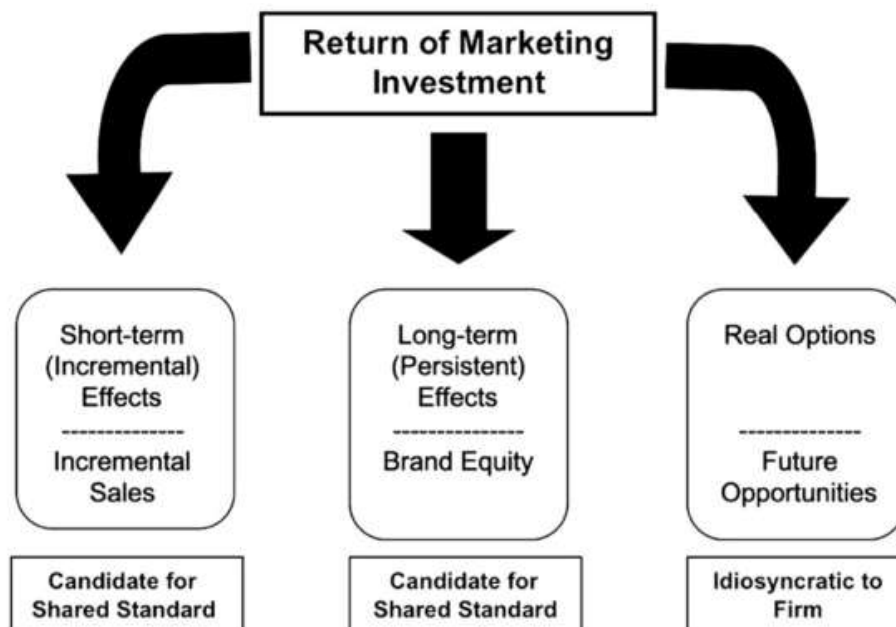 Return of Marketing
Investment
Short-term
(Incremental)
Effects
--------------
Incremental
Sales
Long-term
(Persistent)
Effects
--------------
Brand Equity
Real Options
--------------
Future
Opportunities
Candidate for
Shared Standard
Candidate for
Shared Standard
Idiosyncratic to
Firm